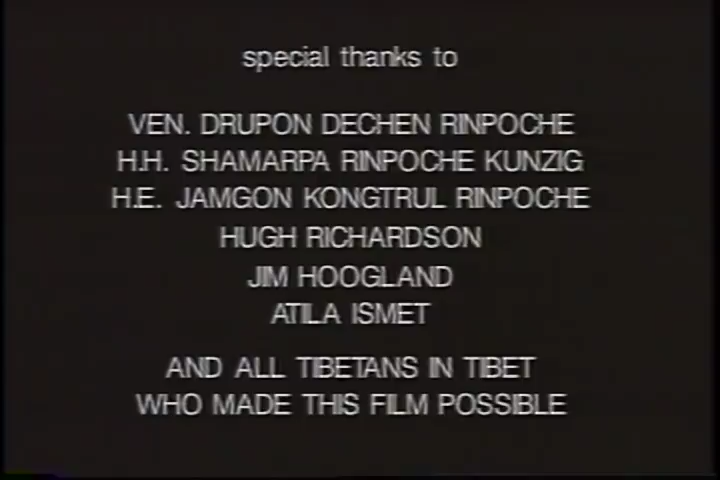 special thanks to
VEN. DRUPON DECHEN RINPOCHE
H.H. SHAMARPA RINPOCHE KUNZIG
H.E. JAMGON KONGTRUL RINPOCHE
HUGH RICHARDSON
JIM HOOGLAND
ATILA ISMET
AND ALL TIBETANS IN TIBET
WHO MADE THIS FILM POSSIBLE